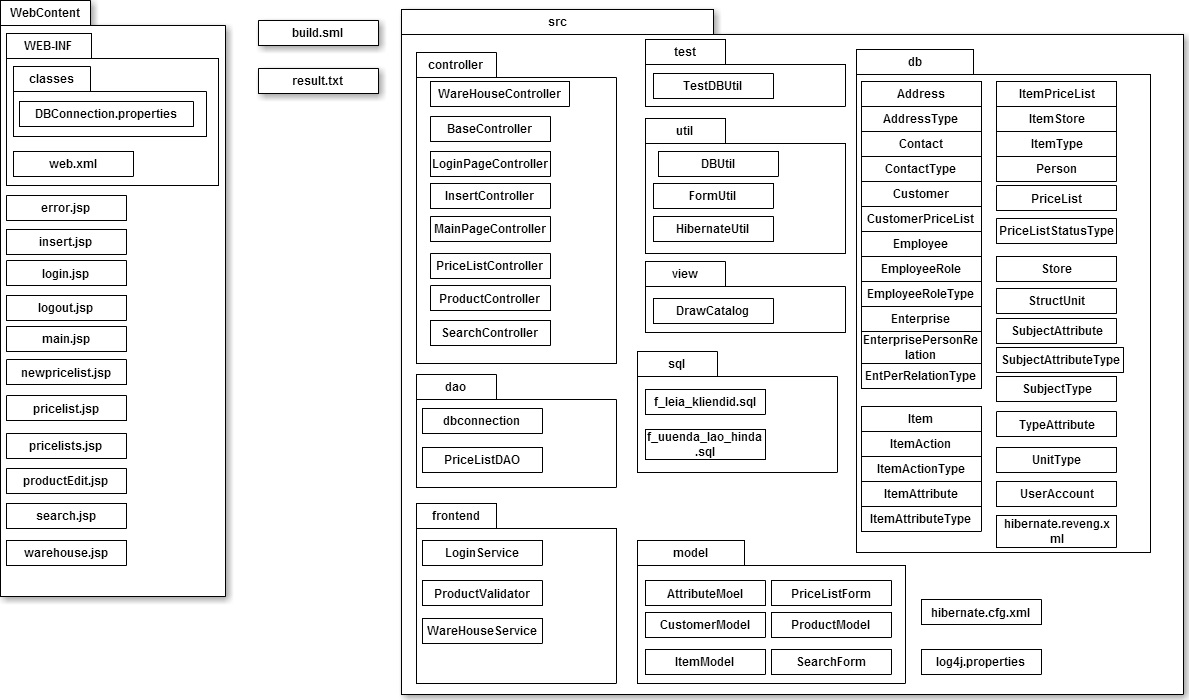 WebContent
WEB-INF
classes
DBConnection.properties
web.xml
error.jsp
insert.jsp
login.jsp
logout.jsp
main.jsp
newpricelist.jsp
pricelist.jsp
pricelists.jsp
productEdit.jsp
search.jsp
warehouse.jsp
build.sml
result.txt
src
controller
WareHouseController
BaseController
LoginPageController
InsertController
MainPageController
PriceListController
ProductController
SearchController
dao
dbconnection
PriceListDAO
frontend
LoginService
ProductValidator
WareHouseService
test
TestDBUtil
util
DBUtil
FormUtil
HibernateUtil
view
DrawCatalog
sql
f_leia_kliendid.sql
f_uuenda_lao_hinda
.sql
model
AttributeMoel
CustomerModel
ItemModel
PriceListForm
ProductModel
SearchForm
db
Address
AddressType
Contact
ContactType
Customer
CustomerPriceList
Employee
EmployeeRole
EmployeeRoleType
Enterprise
EnterprisePersonRe
lation
EntPerRelationType
Item
ItemAction
ItemActionType
ItemAttribute
ItemAttributeType
ItemPriceList
ItemStore
ItemType
Person
PriceList
PriceListStatusType
Store
StructUnit
SubjectAttribute
SubjectAttributeType
SubjectType
TypeAttribute
UnitType
UserAccount
hibernate.reveng.x
ml
hibernate.cfg.xml
log4j.properties